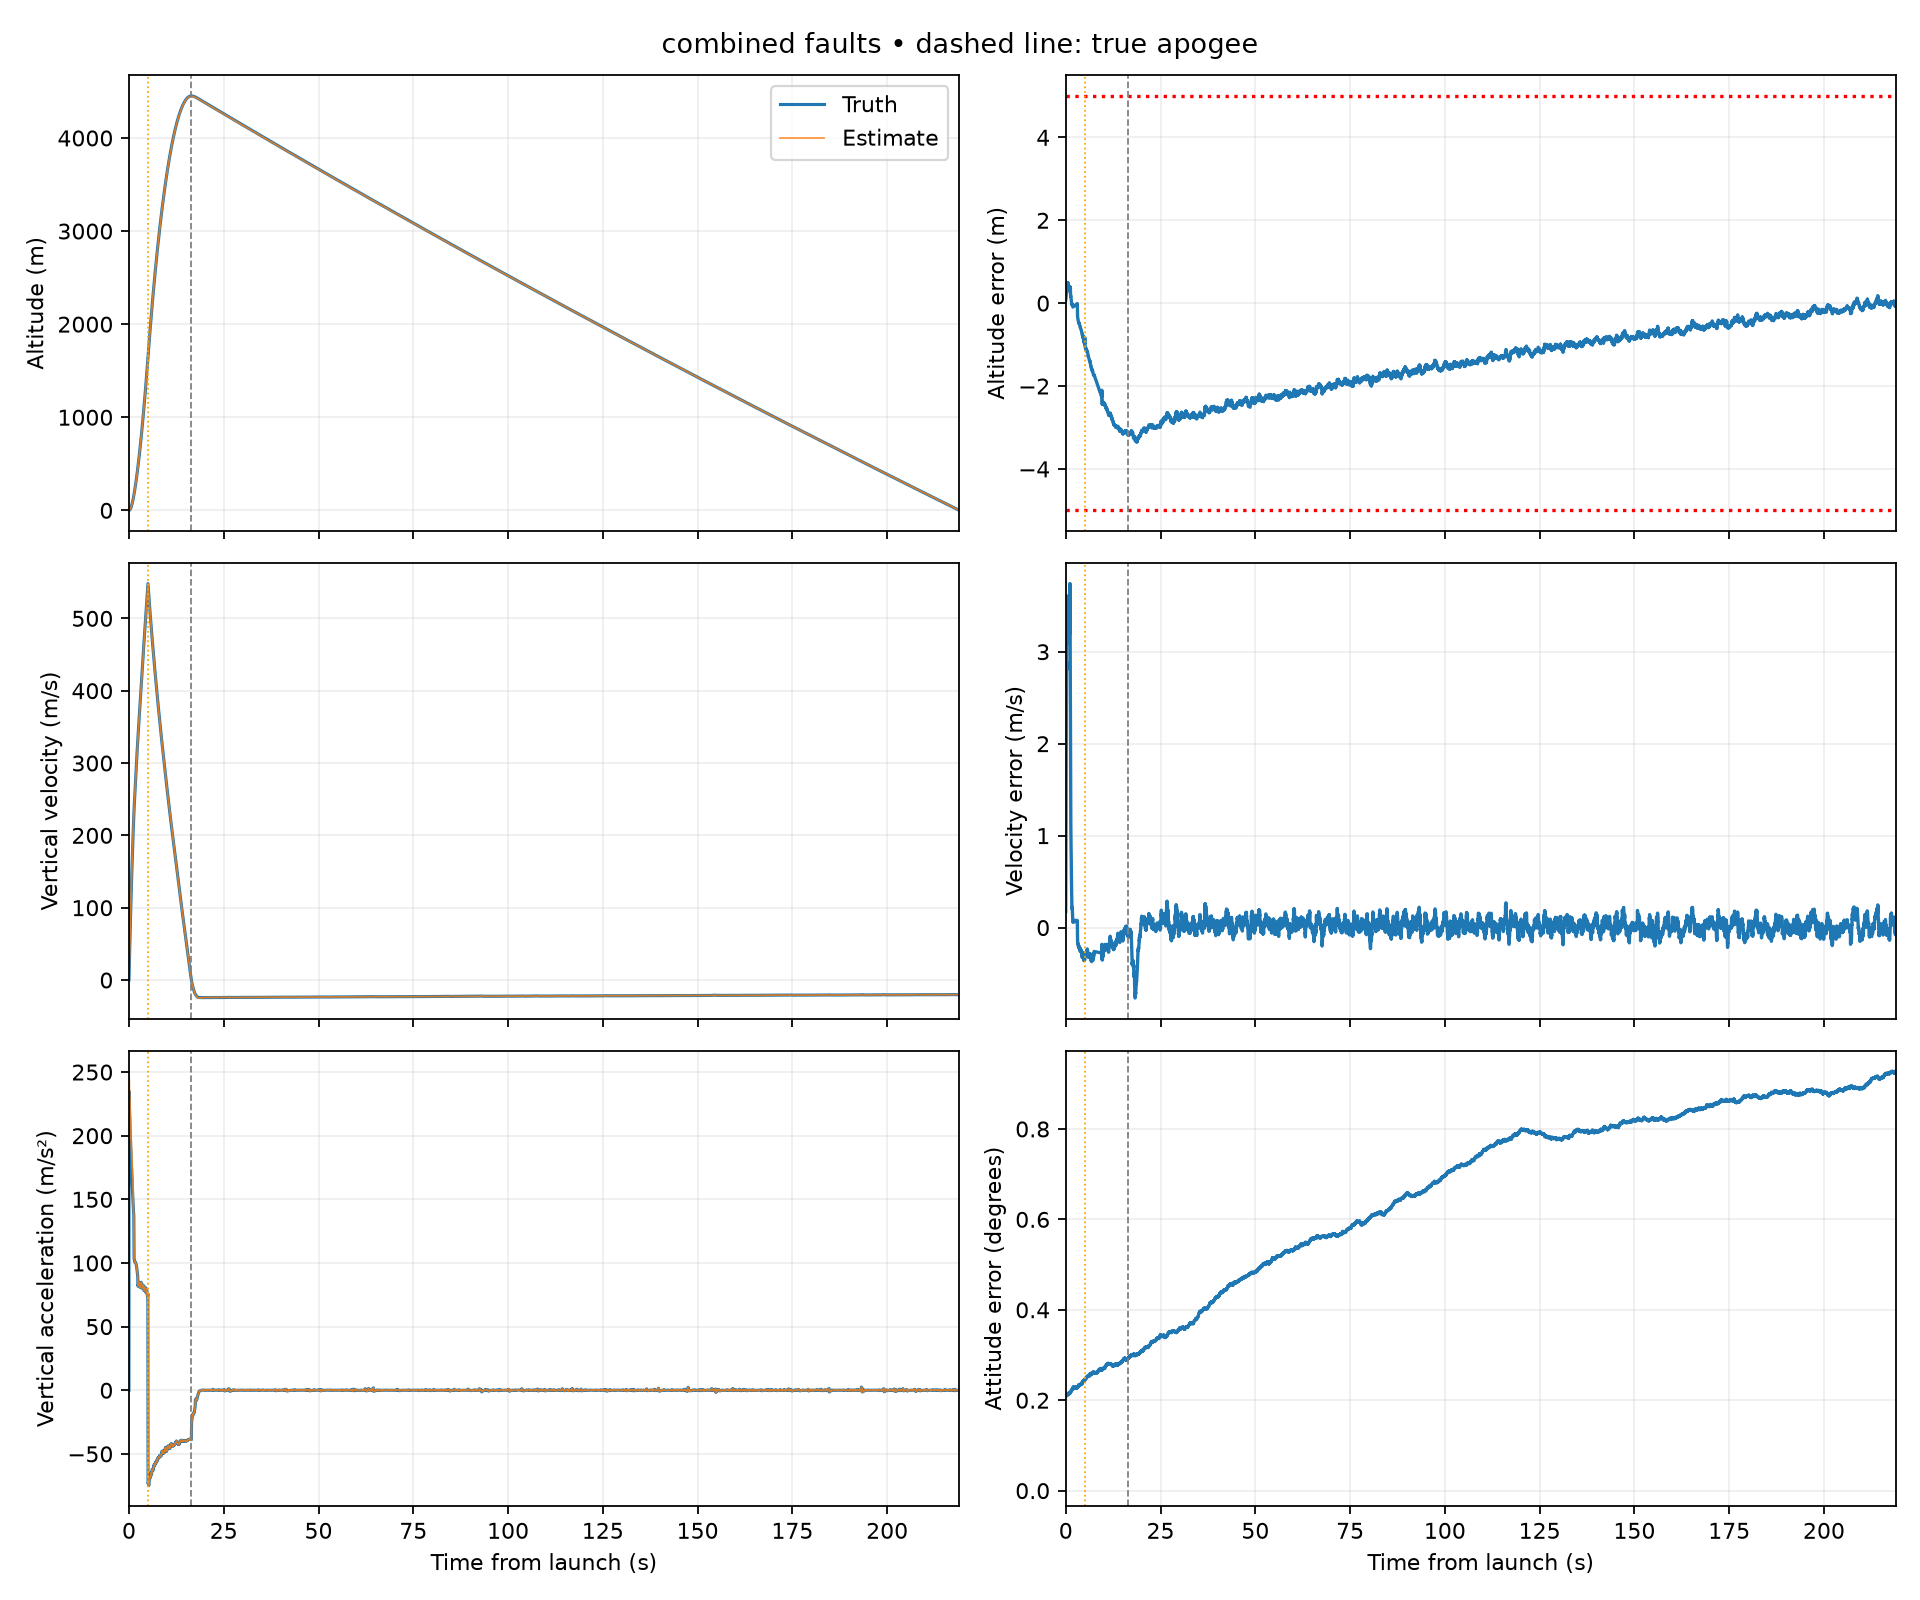 combined faults • dashed line: true apogee
Truth
Estimate
Altitude (m)
4000
3000
2000
1000
0
Altitude error (m)
4
2
0
−2
−4
Vertical velocity (m/s)
500
400
300
200
100
0
Velocity error (m/s)
3
2
1
0
Vertical acceleration (m/s²)
250
200
150
100
50
0
−50
0 25 50 75 100 125 150 175 200
Time from launch (s)
Attitude error (degrees)
0.8
0.6
0.4
0.2
0.0
0 25 50 75 100 125 150 175 200
Time from launch (s)